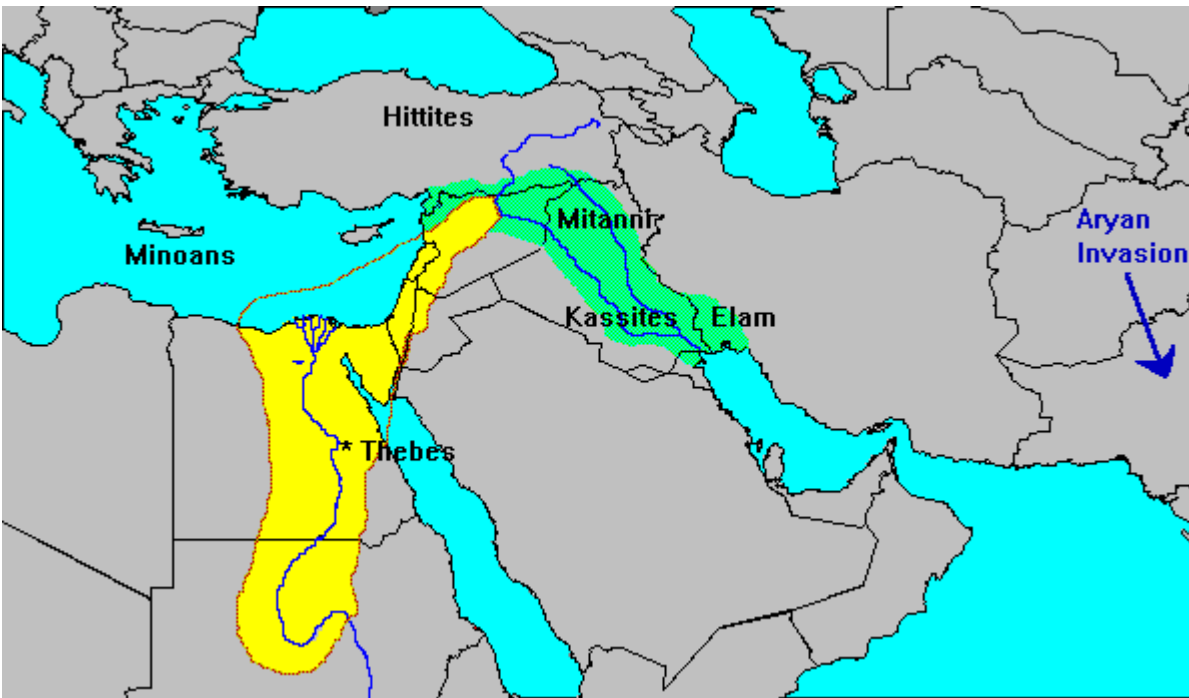 Hittites
Mitanni
Aryan
Invasion
Minoans
Kassites
Elam
* Thebes